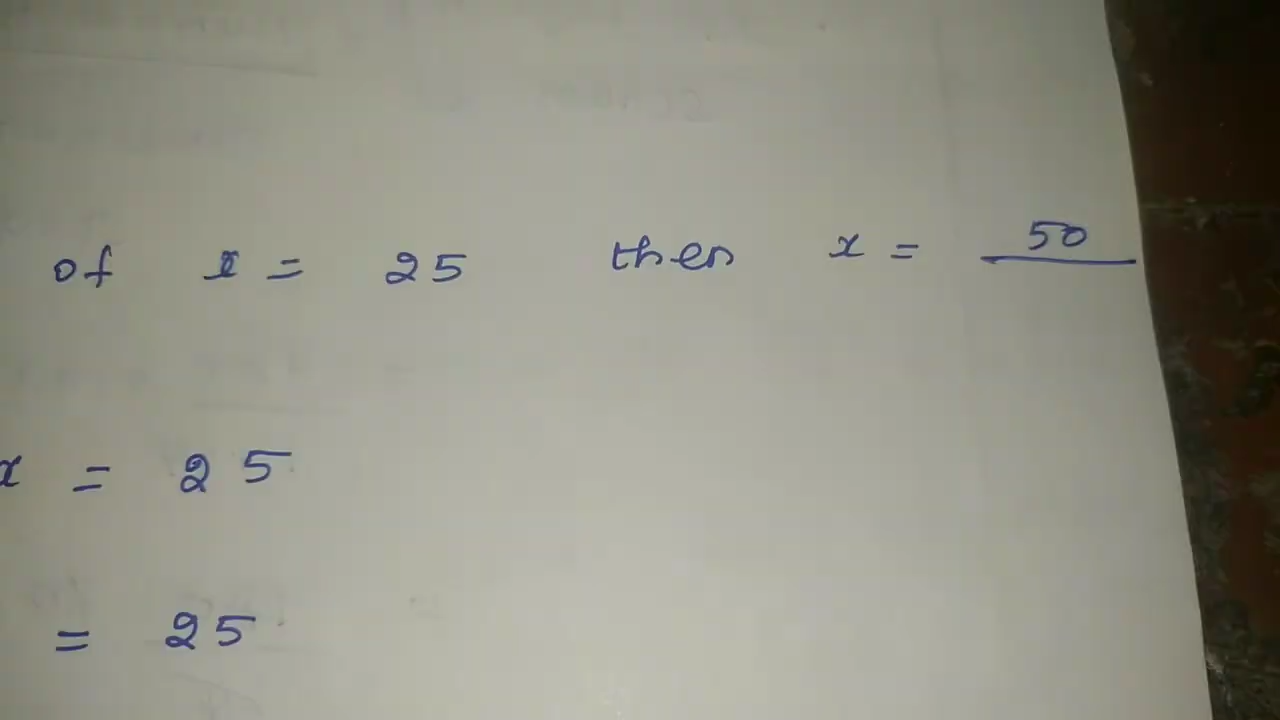 of x = 25 then x = 50
x = 25
= 25